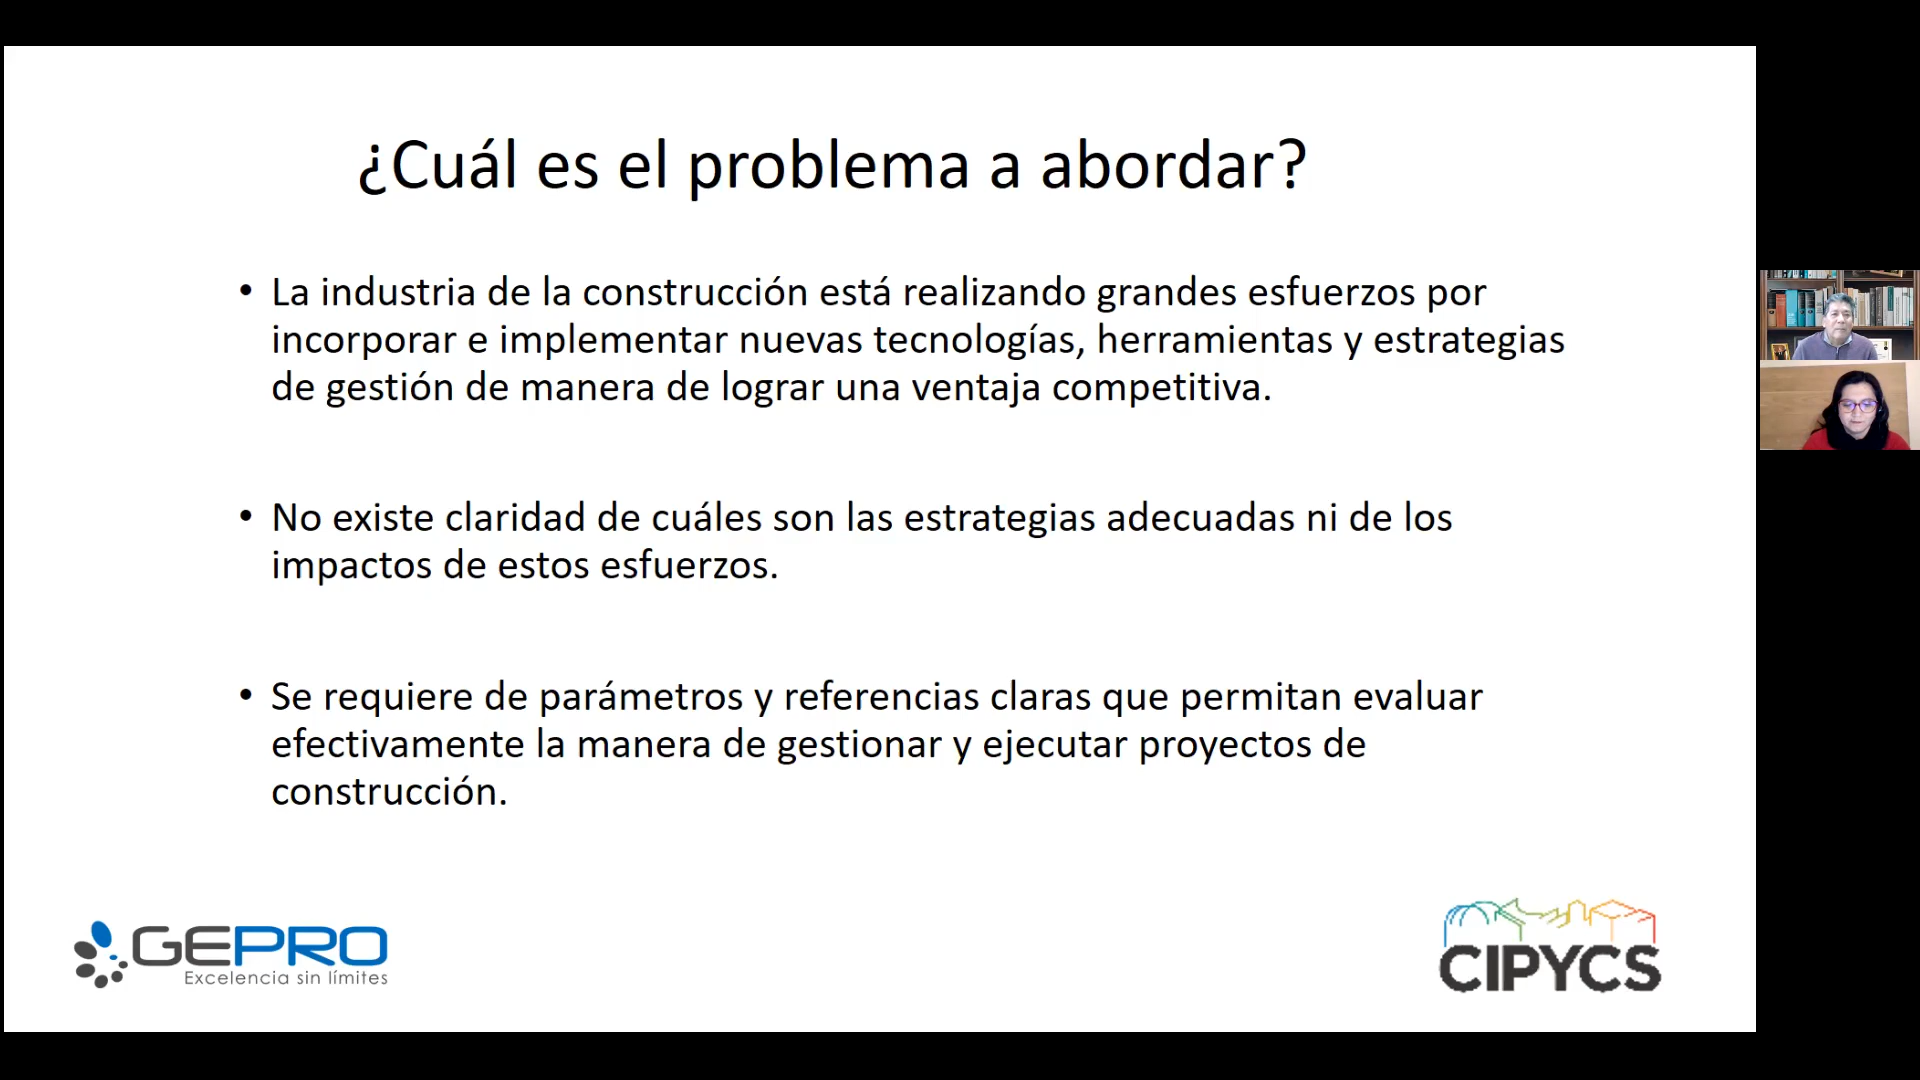 ¿Cuál es el problema a abordar?
• La industria de la construcción está realizando grandes esfuerzos por
incorporar e implementar nuevas tecnologías, herramientas y estrategias
de gestión de manera de lograr una ventaja competitiva.
• No existe claridad de cuáles son las estrategias adecuadas ni de los
impactos de estos esfuerzos.
• Se requiere de parámetros y referencias claras que permitan evaluar
efectivamente la manera de gestionar y ejecutar proyectos de
construcción.
GEPRO
Excelencia sin límites
CIPYCS